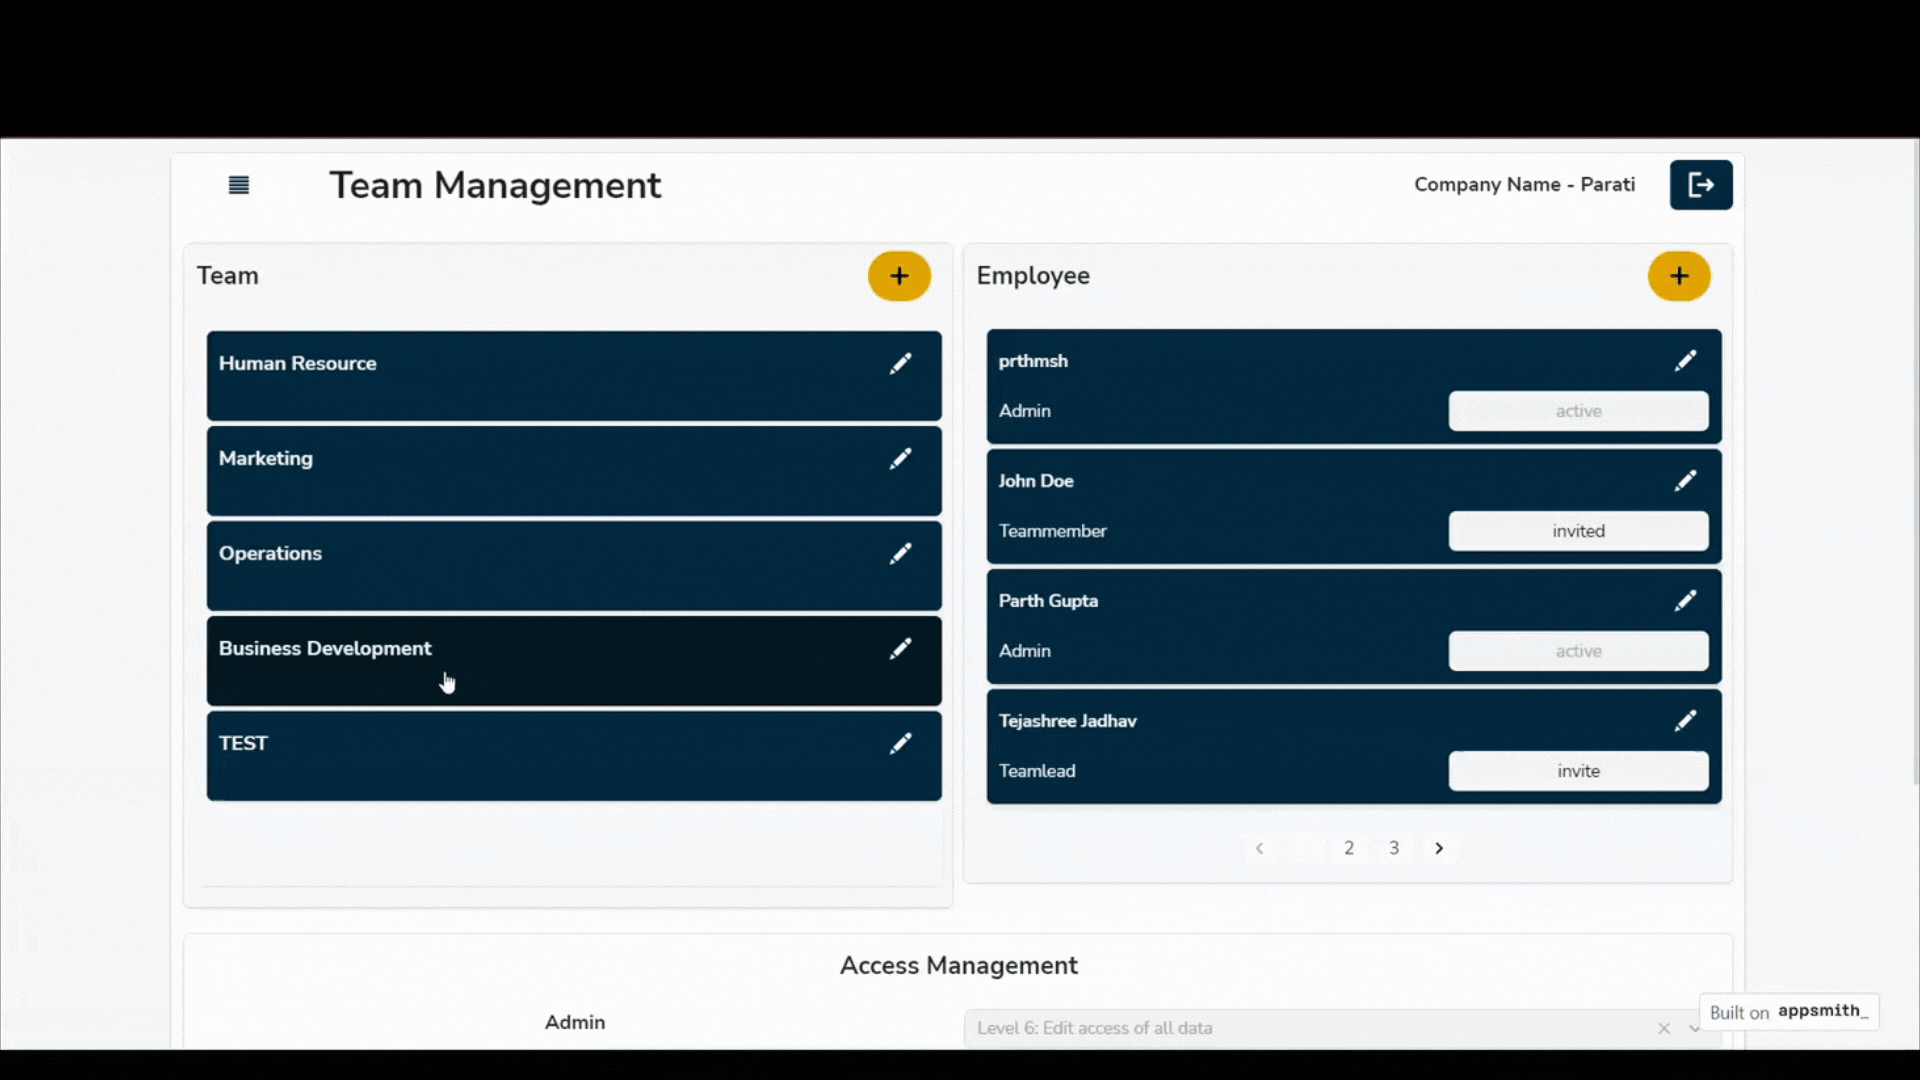 Team Management
Company Name - Parati
Team
+
Human Resource
Marketing
Operations
Business Development
TEST
Employee
+
prthmsh
Admin
active
John Doe
Teammember
invited
Parth Gupta
Admin
active
Tejashree Jadhav
Teamlead
invite
2 3
Access Management
Admin
Level 6: Edit access of all data
Built on appsmith_